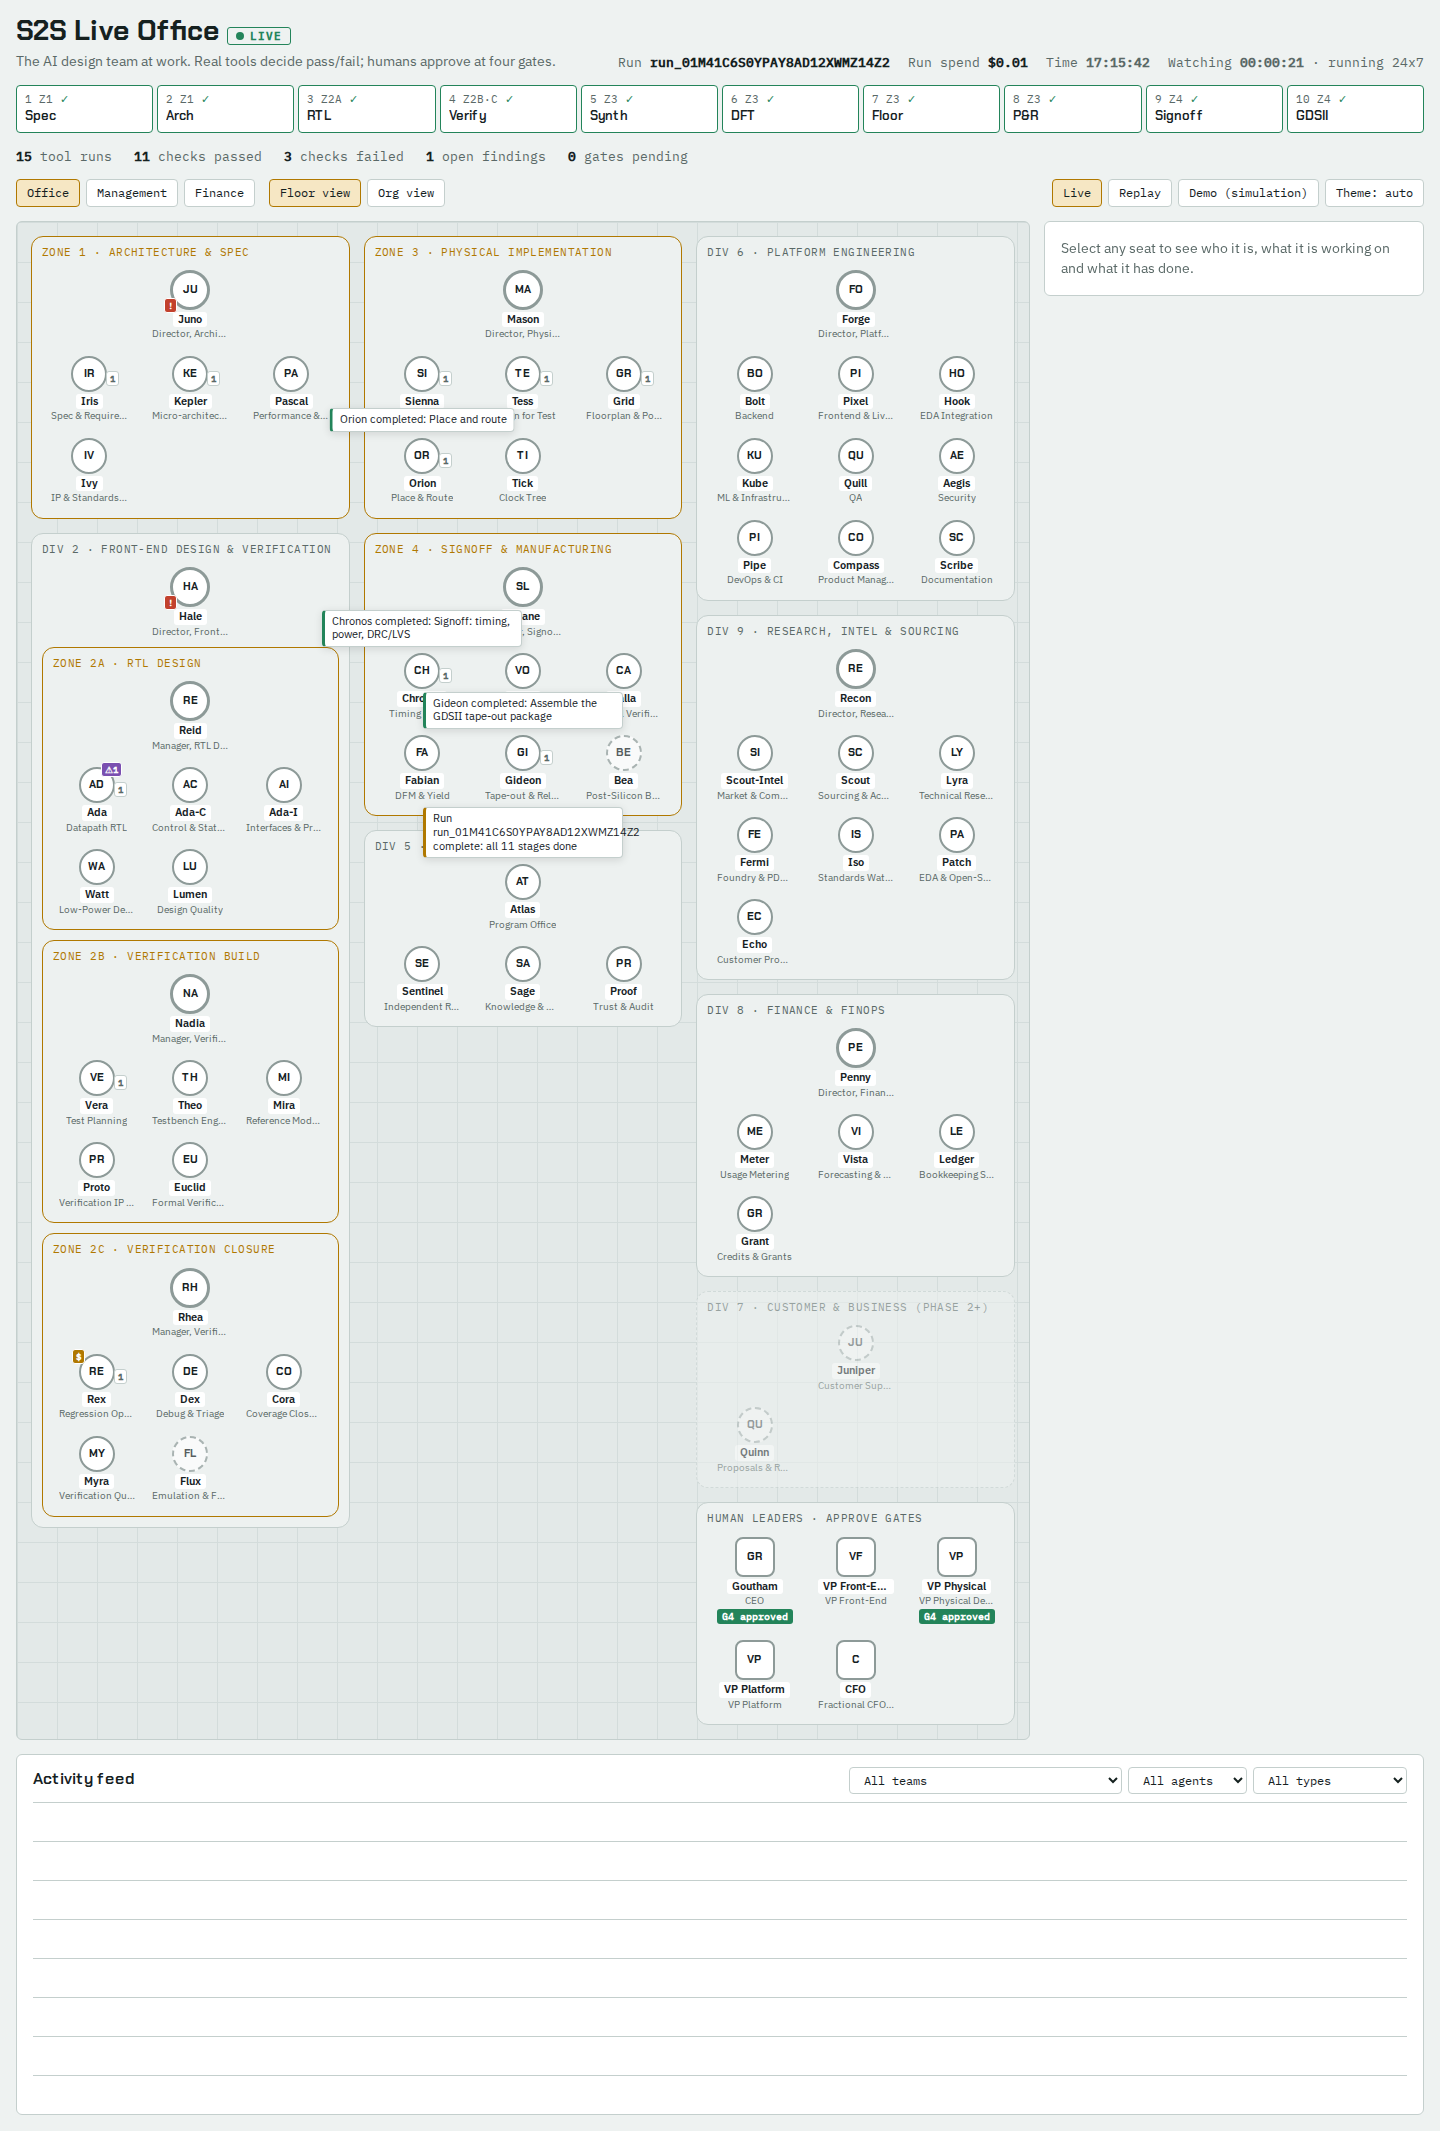 S2S Live Office
LIVE
The AI design team at work. Real tools decide pass/fail; humans approve at four gates.
Run run_01M41C6S0YPAY8AD12XWMZ14Z2 Run spend $0.01 Time 17:15:42 Watching 00:00:21 · running 24x7
1 Z1 ✓
Spec
2 Z1 ✓
Arch
3 Z2A ✓
RTL
4 Z2B·C ✓
Verify
5 Z3 ✓
Synth
6 Z3 ✓
DFT
7 Z3 ✓
Floor
8 Z3 ✓
P&R
9 Z4 ✓
Signoff
10 Z4 ✓
GDSII
15 tool runs 11 checks passed 3 checks failed 1 open findings 0 gates pending
Office Management Finance Floor view Org view
Live Replay Demo (simulation) Theme: auto
Select any seat to see who it is, what it is working on
and what it has done.
ZONE 1 · ARCHITECTURE & SPEC
JU
!
Juno
Director, Archi...
IR 1 KE 1 PA
Iris Kepler Pascal
Spec & Require... Micro-architec... Performance &...
IV
Ivy
IP & Standards...
DIV 2 · FRONT-END DESIGN & VERIFICATION
HA
!
Hale
Director, Front...
ZONE 2A · RTL DESIGN
RE
Reid
Manager, RTL D...
⚠1
AD 1 AC AI
Ada Ada-C Ada-I
Datapath RTL Control & Stat... Interfaces & Pr...
WA LU
Watt Lumen
Low-Power De... Design Quality
ZONE 2B · VERIFICATION BUILD
NA
Nadia
Manager, Verifi...
VE 1 TH MI
Vera Theo Mira
Test Planning Testbench Eng... Reference Mod...
PR EU
Proto Euclid
Verification IP ... Formal Verific...
ZONE 2C · VERIFICATION CLOSURE
RH
Rhea
Manager, Verifi...
$
RE 1 DE CO
Rex Dex Cora
Regression Op... Debug & Triage Coverage Clos...
MY FL
Myra Flux
Verification Qu... Emulation & F...
ZONE 3 · PHYSICAL IMPLEMENTATION
MA
Mason
Director, Physi...
SI 1 TE 1 GR 1
Sienna Tess Grid
n for Test Floorplan & Po...
Orion completed: Place and route
OR 1 TI
Orion Tick
Place & Route Clock Tree
ZONE 4 · SIGNOFF & MANUFACTURING
SL
ane
, Signo...
Chronos completed: Signoff: timing,
power, DRC/LVS
CH 1 VO CA
Chro lla
Timing . Verifi...
Gideon completed: Assemble the
GDSII tape-out package
FA GI 1 BE
Fabian Gideon Bea
DFM & Yield Tape-out & Rel... Post-Silicon B...
Run
run_01M41C6S0YPAY8AD12XWMZ14Z2
complete: all 11 stages done
DIV 5 ·
AT
Atlas
Program Office
SE SA PR
Sentinel Sage Proof
Independent R... Knowledge & ... Trust & Audit
DIV 6 · PLATFORM ENGINEERING
FO
Forge
Director, Platf...
BO PI HO
Bolt Pixel Hook
Backend Frontend & Liv... EDA Integration
KU QU AE
Kube Quill Aegis
ML & Infrastru... QA Security
PI CO SC
Pipe Compass Scribe
DevOps & CI Product Manag... Documentation
DIV 9 · RESEARCH, INTEL & SOURCING
RE
Recon
Director, Resea...
SI SC LY
Scout-Intel Scout Lyra
Market & Com... Sourcing & Ac... Technical Rese...
FE IS PA
Fermi Iso Patch
Foundry & PD... Standards Wat... EDA & Open-S...
EC
Echo
Customer Pro...
DIV 8 · FINANCE & FINOPS
PE
Penny
Director, Finan...
ME VI LE
Meter Vista Ledger
Usage Metering Forecasting & ... Bookkeeping S...
GR
Grant
Credits & Grants
DIV 7 · CUSTOMER & BUSINESS (PHASE 2+)
JU
Juniper
Customer Sup...
QU
Quinn
Proposals & R...
HUMAN LEADERS · APPROVE GATES
GR VF VP
Goutham VP Front-E... VP Physical
CEO VP Front-End VP Physical De...
G4 approved G4 approved
VP C
VP Platform CFO
VP Platform Fractional CFO...
Activity feed
All teams All agents All types